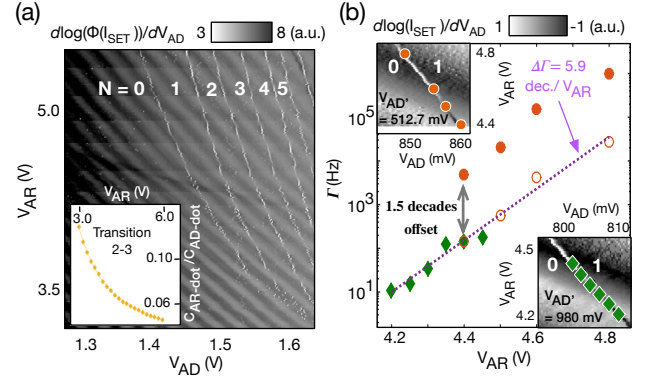 (a)
dlog(Φ(I_SET))/dV_AD
3
8 (a.u.)
N = 0
1
2
3
4
5
V_AR (V)
5.0
3.5
V_AR (V)
3.0
6.0
Transition
2-3
0.10
0.06
C_AR-dot/C_AD-dot
1.3
1.4
1.5
1.6
V_AD (V)
(b)
dlog(I_SET)/dV_AD
1
-1 (a.u.)
0
1
V_AD'
= 512.7 mV
4.8
4.4
V_AR (V)
850
860
V_AD (mV)
ΔΓ = 5.9
dec./ V_AR
Γ (Hz)
10^5
10^3
10^1
1.5 decades
offset
V_AD (mV)
800
810
4.5
4.2
V_AR (V)
0
1
V_AD'
= 980 mV
4.2
4.4
4.6
4.8
V_AR (V)